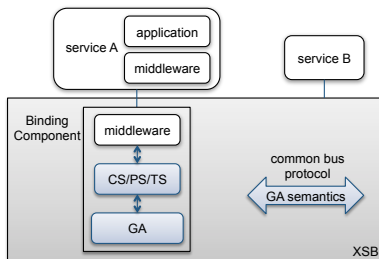 service A
application
middleware
service B
Binding
Component
middleware
CS/PS/TS
GA
common bus
protocol
GA semantics
XSB